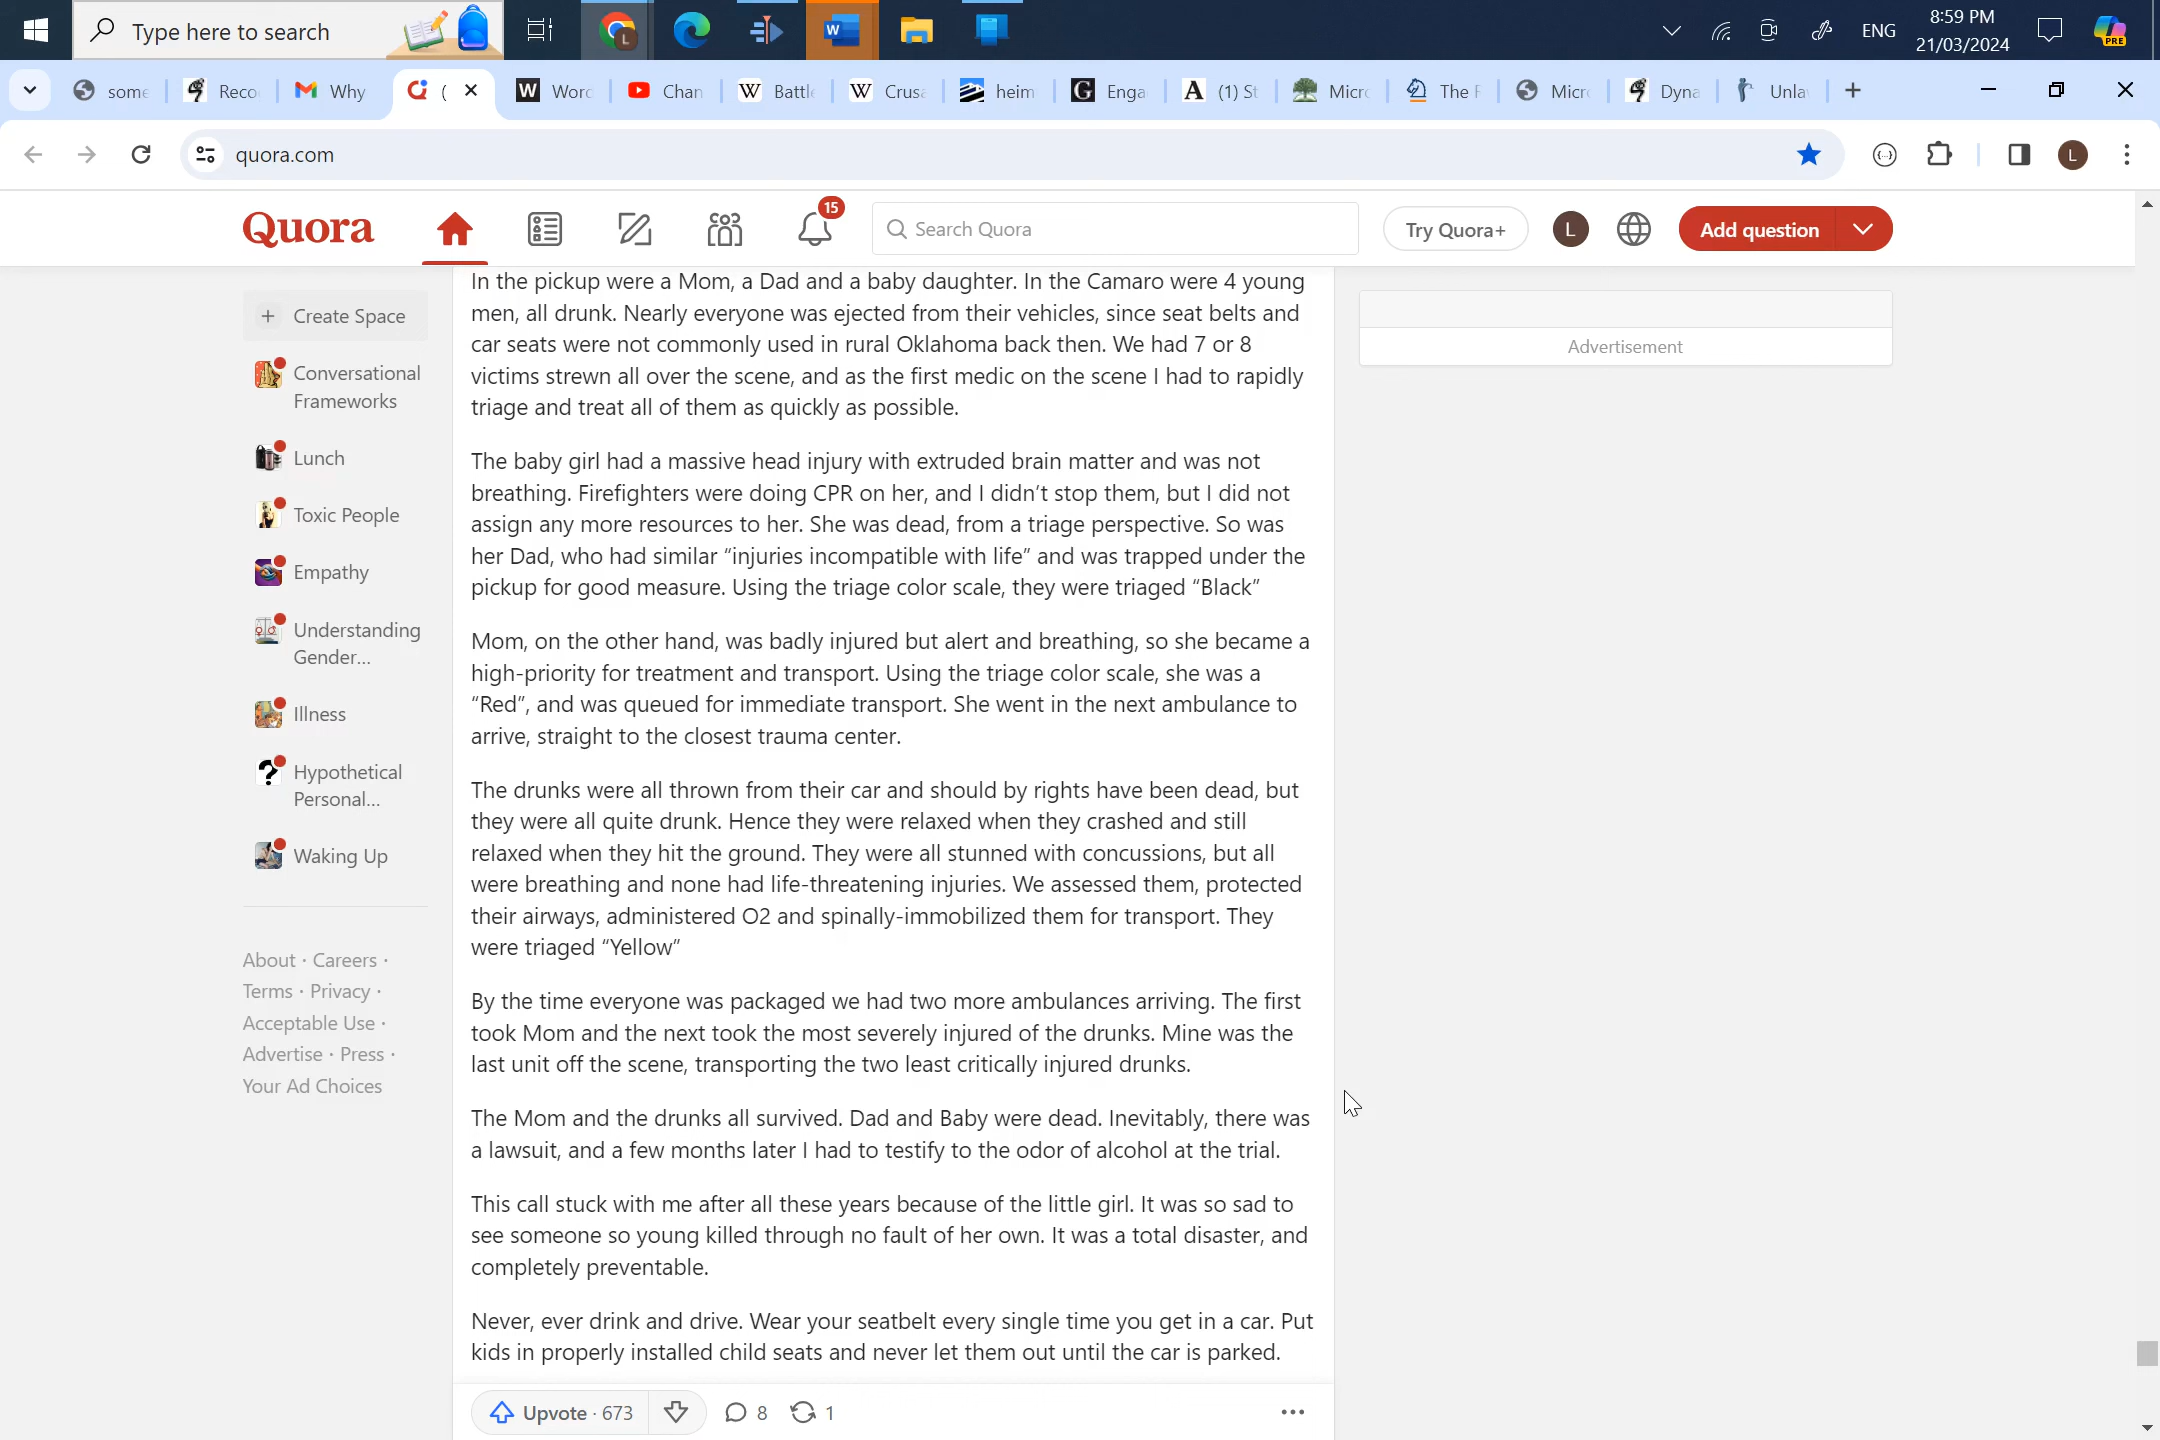 Type here to search
ENG
8:59 PM
21/03/2024
PRE
some
Reco
Why
(
Word
Chan
Battle
Crusa
heim
Enga
(1) St
Micro
The F
Micro
Dyna
Unla
quora.com
L
Quora
15
Search Quora
Try Quora+
L
Add question
Create Space
Conversational
Frameworks
Lunch
Toxic People
Empathy
Understanding
Gender...
Illness
Hypothetical
Personal...
Waking Up
About · Careers ·
Terms · Privacy ·
Acceptable Use ·
Advertise · Press ·
Your Ad Choices
In the pickup were a Mom, a Dad and a baby daughter. In the Camaro were 4 young
men, all drunk. Nearly everyone was ejected from their vehicles, since seat belts and
car seats were not commonly used in rural Oklahoma back then. We had 7 or 8
victims strewn all over the scene, and as the first medic on the scene I had to rapidly
triage and treat all of them as quickly as possible.
The baby girl had a massive head injury with extruded brain matter and was not
breathing. Firefighters were doing CPR on her, and I didn’t stop them, but I did not
assign any more resources to her. She was dead, from a triage perspective. So was
her Dad, who had similar “injuries incompatible with life” and was trapped under the
pickup for good measure. Using the triage color scale, they were triaged “Black”
Mom, on the other hand, was badly injured but alert and breathing, so she became a
high-priority for treatment and transport. Using the triage color scale, she was a
“Red”, and was queued for immediate transport. She went in the next ambulance to
arrive, straight to the closest trauma center.
The drunks were all thrown from their car and should by rights have been dead, but
they were all quite drunk. Hence they were relaxed when they crashed and still
relaxed when they hit the ground. They were all stunned with concussions, but all
were breathing and none had life-threatening injuries. We assessed them, protected
their airways, administered O2 and spinally-immobilized them for transport. They
were triaged “Yellow”
By the time everyone was packaged we had two more ambulances arriving. The first
took Mom and the next took the most severely injured of the drunks. Mine was the
last unit off the scene, transporting the two least critically injured drunks.
The Mom and the drunks all survived. Dad and Baby were dead. Inevitably, there was
a lawsuit, and a few months later I had to testify to the odor of alcohol at the trial.
This call stuck with me after all these years because of the little girl. It was so sad to
see someone so young killed through no fault of her own. It was a total disaster, and
completely preventable.
Never, ever drink and drive. Wear your seatbelt every single time you get in a car. Put
kids in properly installed child seats and never let them out until the car is parked.
Upvote · 673
8
1
Advertisement